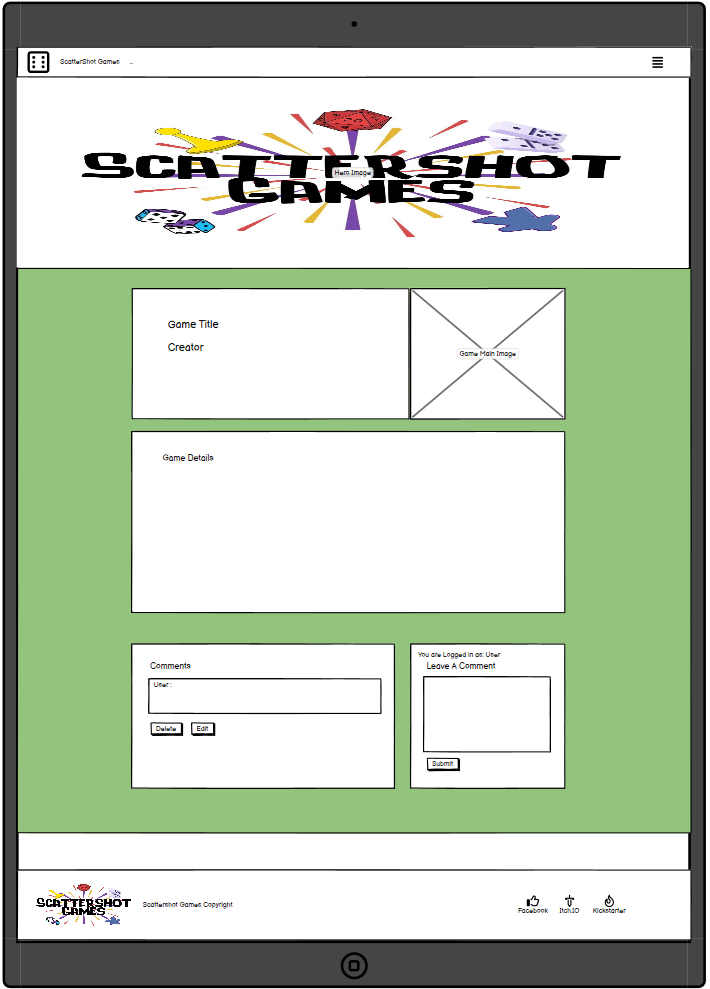 ScatterShot Games
SCATTERSHOT
Hero Image
GAMES
Game Title
Creator
Game Main Image
Game Details
Comments
User :
Delete
Edit
You are Logged in as: User
Leave A Comment
Submit
SCATTERSHOT
GAMES
Scattershot Games Copyright
Facebook
Itch.IO
Kickstarter